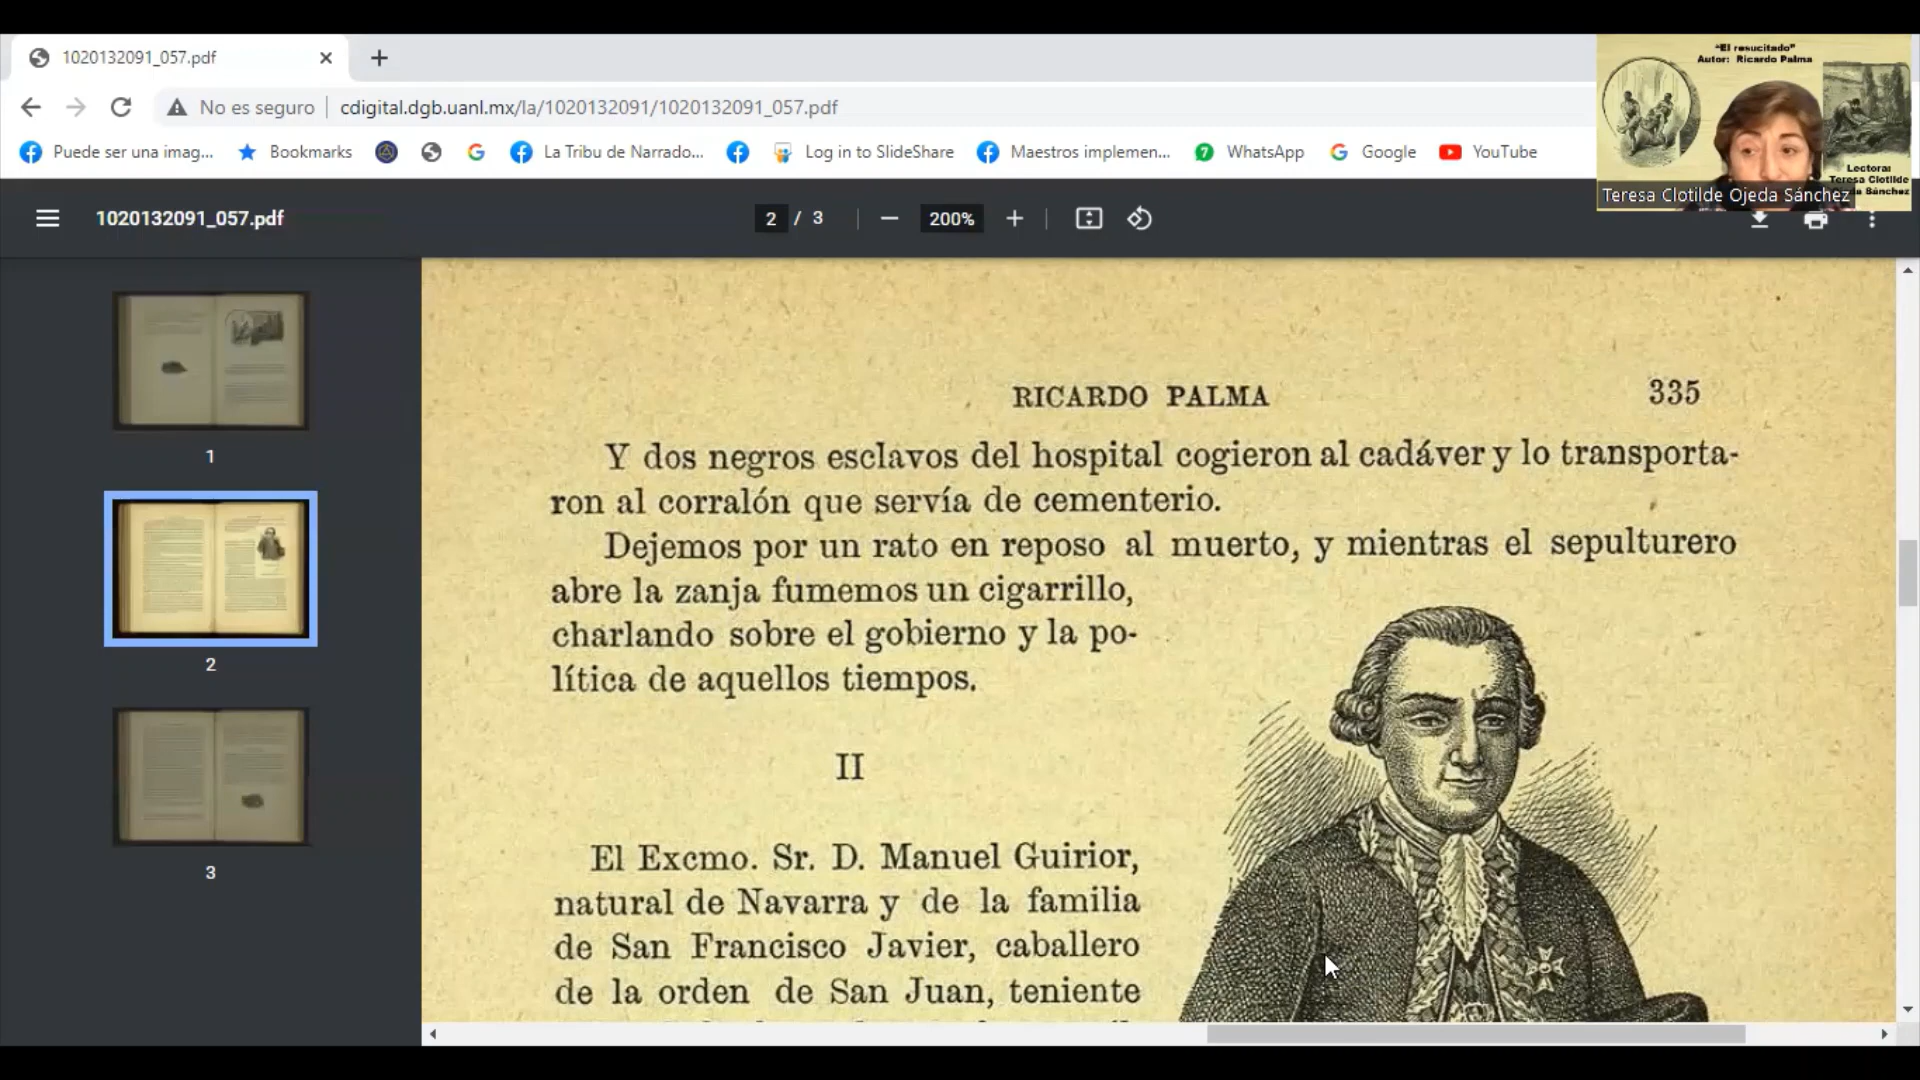 1020132091_057.pdf
No es seguro
cdigital.dgb.uanl.mx/la/1020132091/1020132091_057.pdf
Puede ser una imag...
Bookmarks
La Tribu de Narrado...
Log in to SlideShare
Maestros implemen...
WhatsApp
Google
YouTube
"El resucitado"
Autor: Ricardo Palma
Lectora:
Teresa Clotilde
Sánchez
Teresa Clotilde Ojeda Sánchez
1020132091_057.pdf
2 / 3
200%
1
2
3
RICARDO PALMA
335
Y dos negros esclavos del hospital cogieron al cadáver y lo transporta-
ron al corralón que servía de cementerio.
Dejemos por un rato en reposo al muerto, y mientras el sepulturero
abre la zanja fumemos un cigarrillo,
charlando sobre el gobierno y la po-
lítica de aquellos tiempos.
II
El Excmo. Sr. D. Manuel Guirior,
natural de Navarra y de la familia
de San Francisco Javier, caballero
de la orden de San Juan, teniente